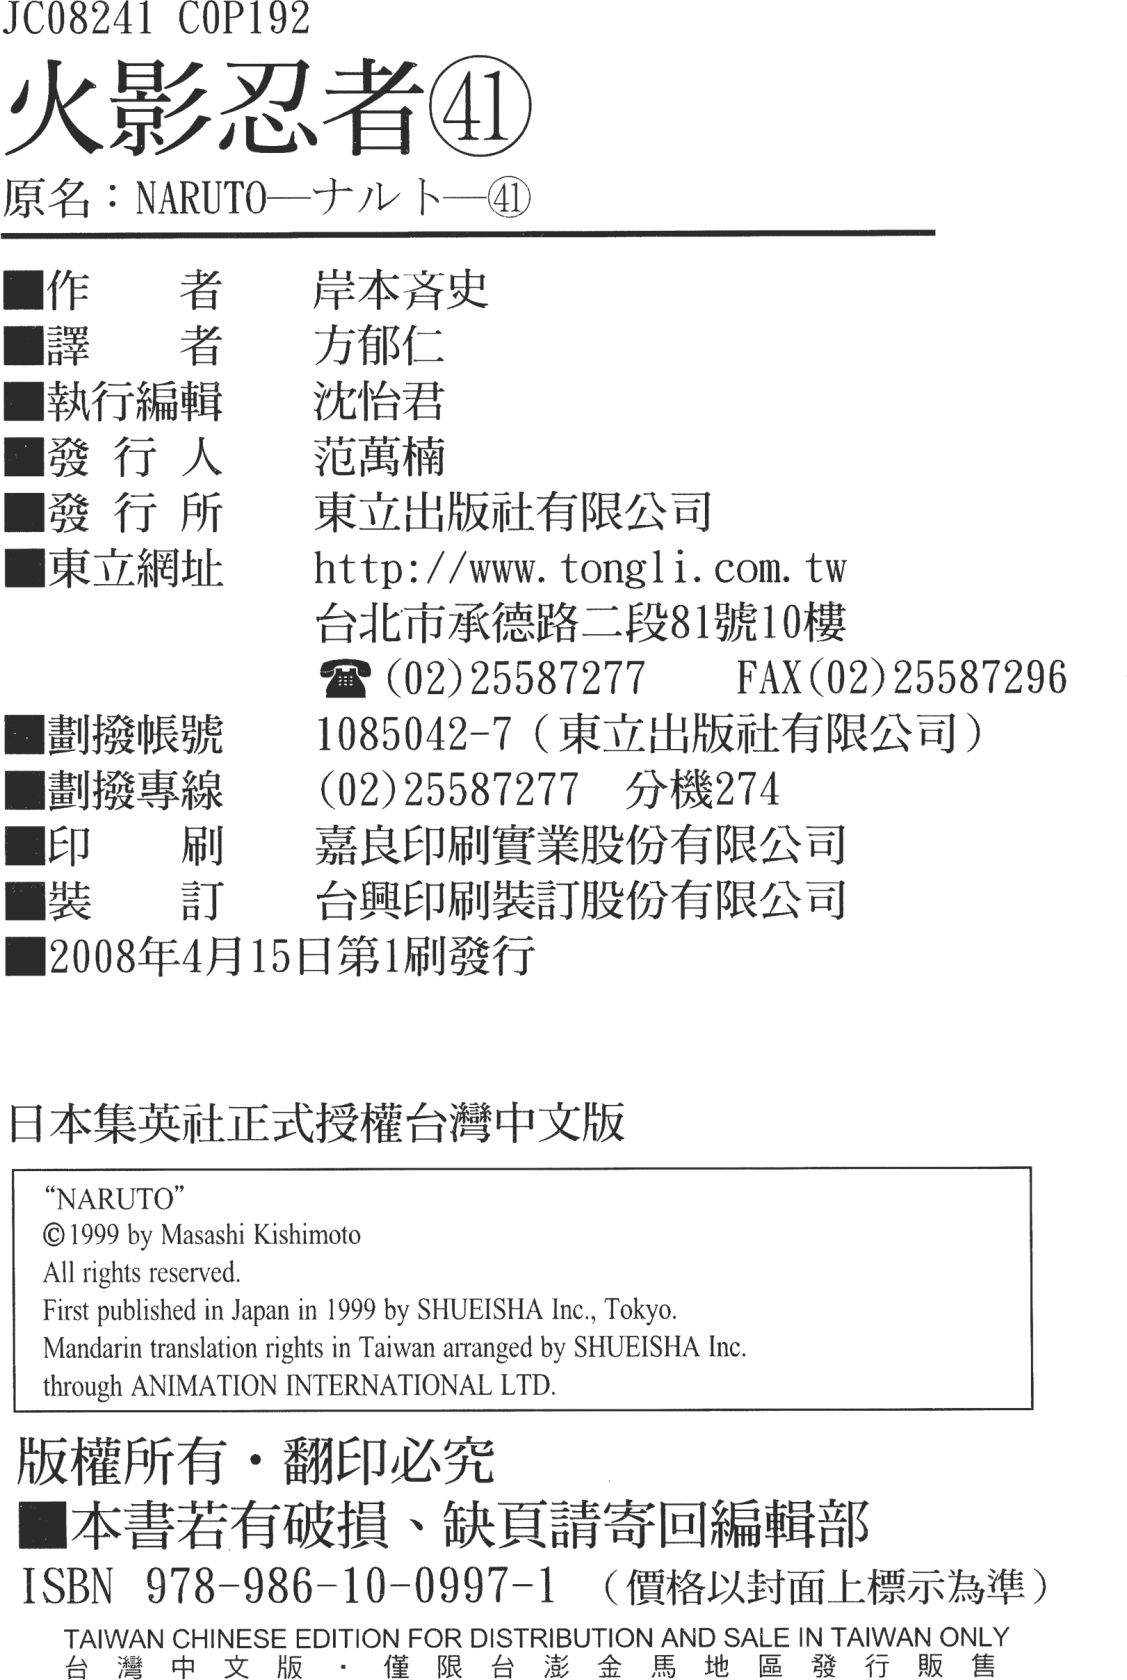 JC08241 C0P192
火影忍者㊶
原名：NARUTO—ナルト—㊶
■作者 岸本斉史
■譯者 方郁仁
■執行編輯 沈怡君
■發行人 范萬楠
■發行所 東立出版社有限公司
■東立網址 http://www.tongli.com.tw
台北市承德路二段81號10樓
☎(02)25587277 FAX(02)25587296
■劃撥帳號 1085042-7（東立出版社有限公司）
■劃撥專線 (02)25587277 分機274
■印刷 嘉良印刷實業股份有限公司
■裝訂 台興印刷裝訂股份有限公司
■2008年4月15日第1刷發行
日本集英社正式授權台灣中文版
“NARUTO”
©1999 by Masashi Kishimoto
All rights reserved.
First published in Japan in 1999 by SHUEISHA Inc., Tokyo.
Mandarin translation rights in Taiwan arranged by SHUEISHA Inc.
through ANIMATION INTERNATIONAL LTD.
版權所有・翻印必究
■本書若有破損、缺頁請寄回編輯部
ISBN 978-986-10-0997-1 （價格以封面上標示為準）
TAIWAN CHINESE EDITION FOR DISTRIBUTION AND SALE IN TAIWAN ONLY
台灣中文版・僅限台澎金馬地區發行販售